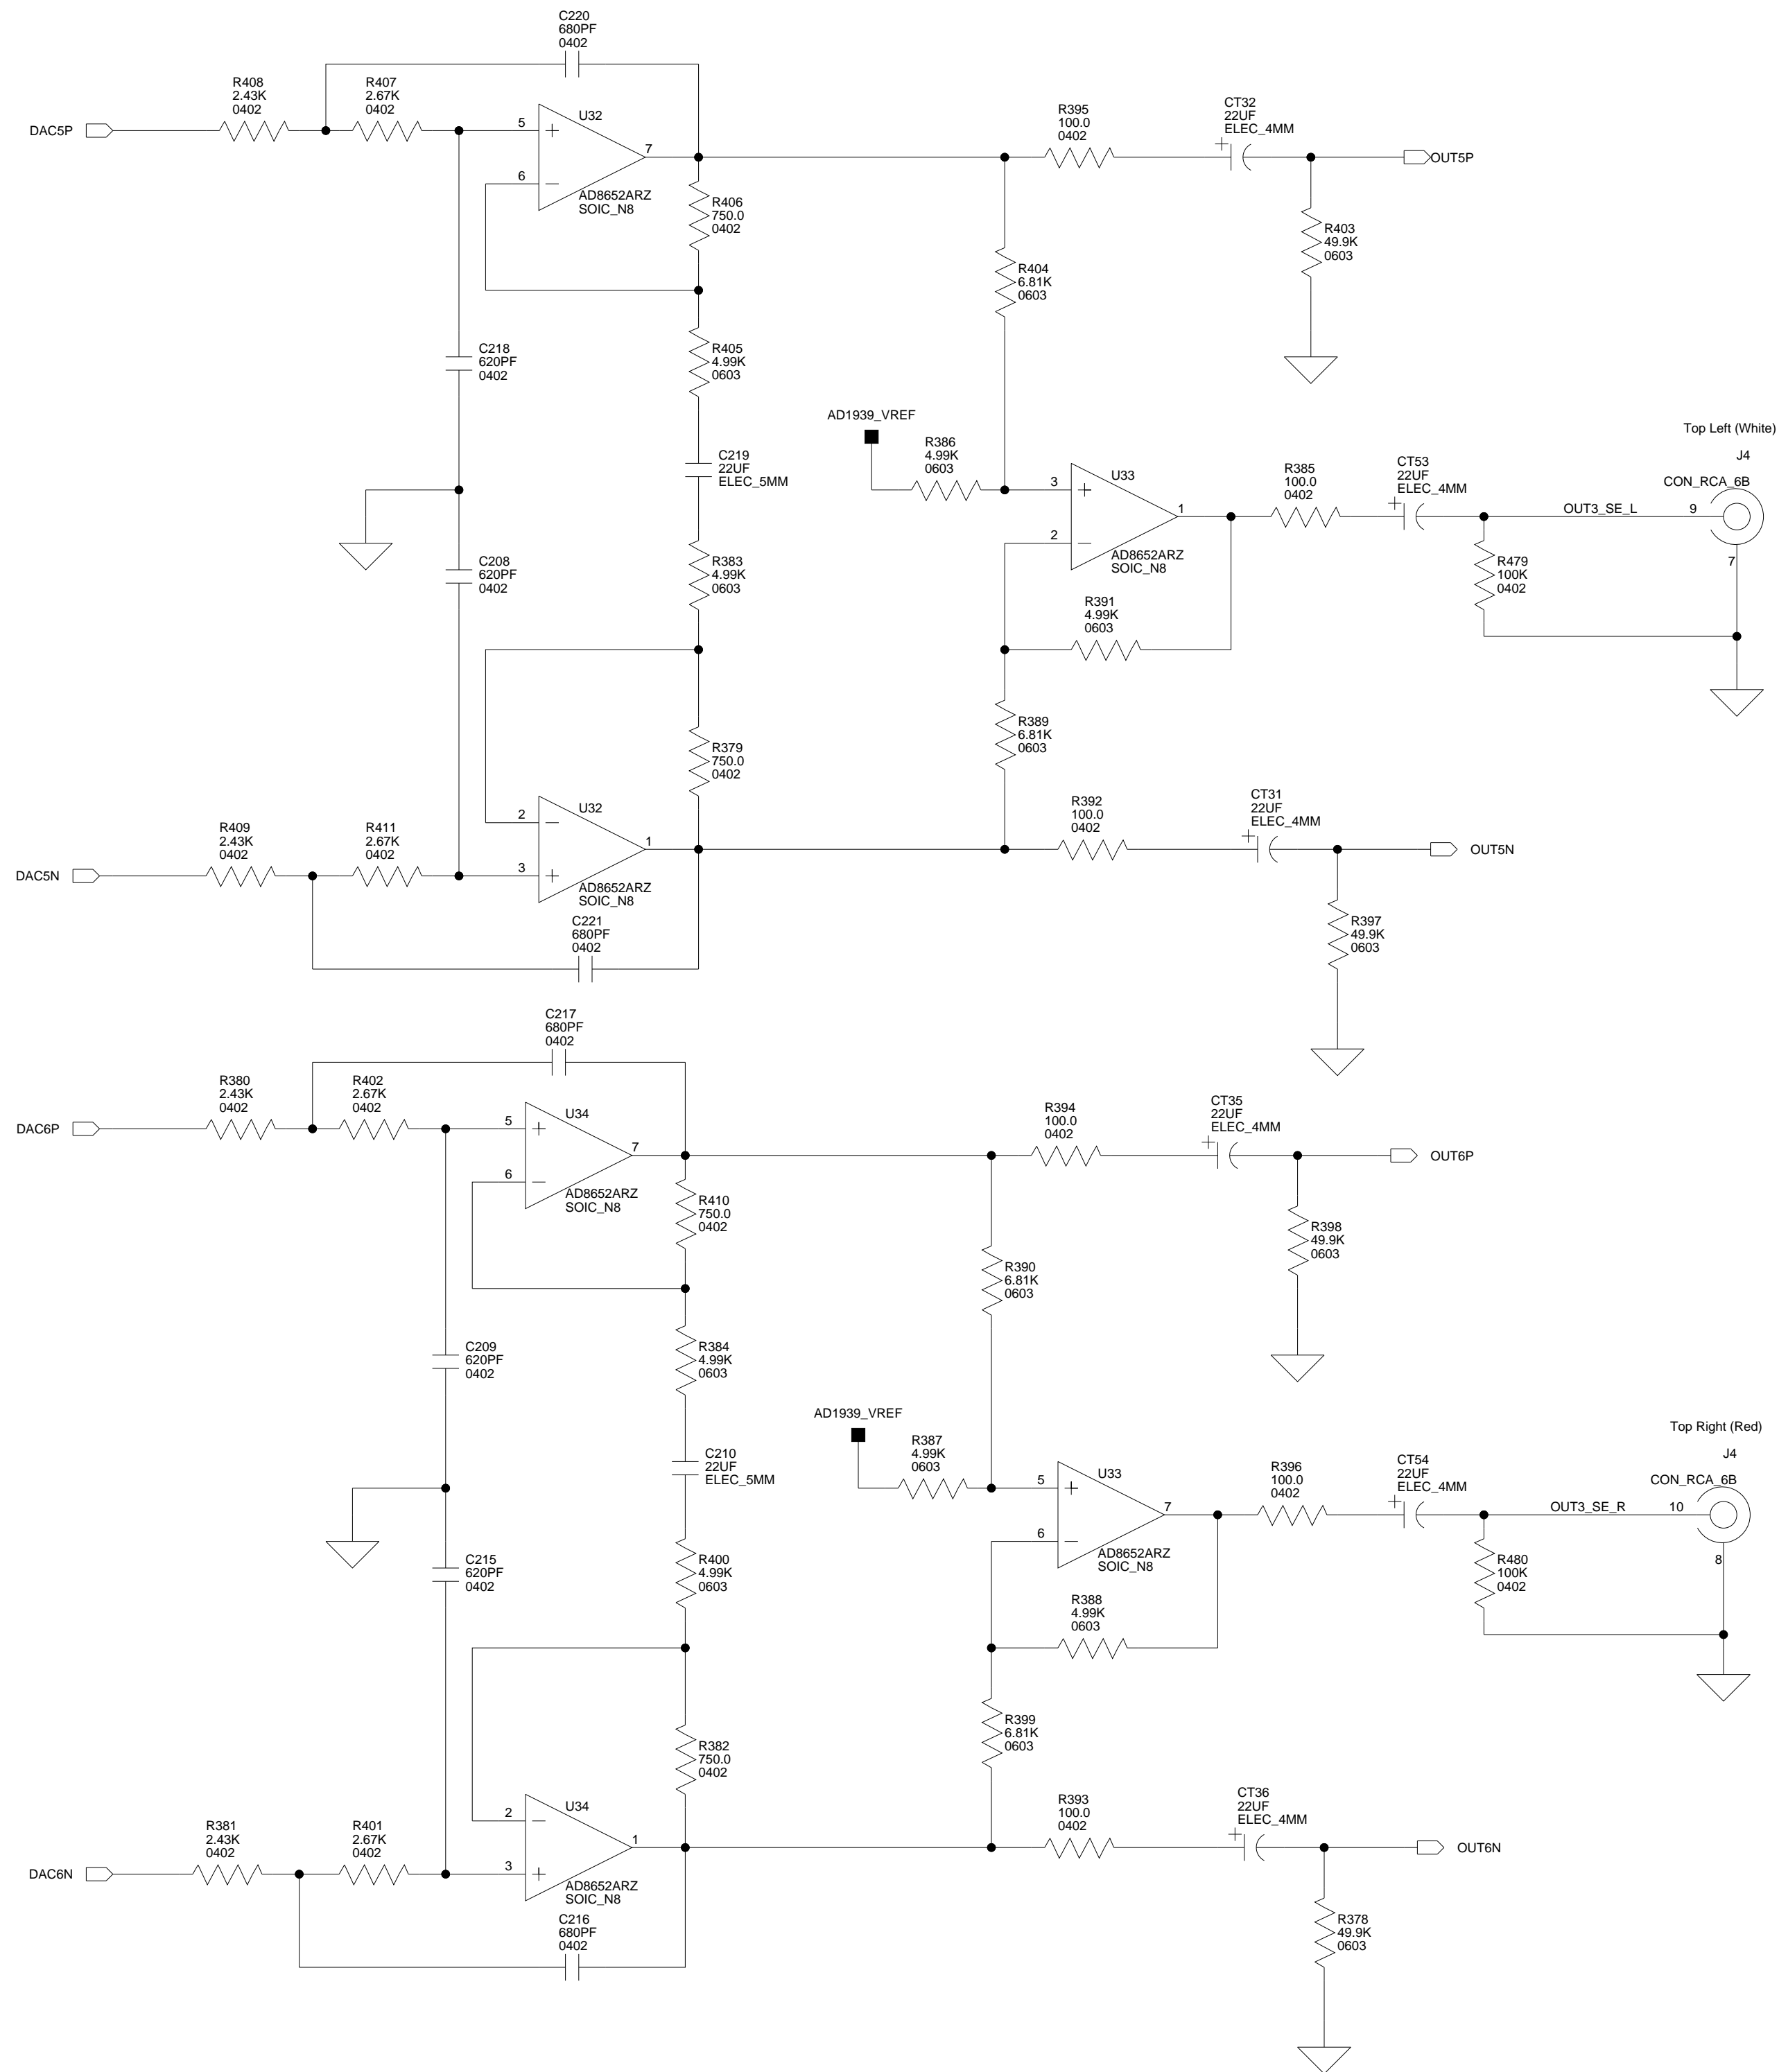 C220
680PF
0402
R408
2.43K
0402
R407
2.67K
0402
DAC5P
5
+
6
−
7
U32
AD8652ARZ
SOIC_N8
R406
750.0
0402
R395
100.0
0402
CT32
22UF
ELEC_4MM
+
OUT5P
R403
49.9K
0603
R404
6.81K
0603
C218
620PF
0402
R405
4.99K
0603
C219
22UF
ELEC_5MM
AD1939_VREF
R386
4.99K
0603
3
+
2
−
1
U33
AD8652ARZ
SOIC_N8
R385
100.0
0402
CT53
22UF
ELEC_4MM
+
OUT3_SE_L
9
Top Left (White)
J4
CON_RCA_6B
7
R479
100K
0402
C208
620PF
0402
R383
4.99K
0603
R391
4.99K
0603
R389
6.81K
0603
R379
750.0
0402
DAC5N
R409
2.43K
0402
R411
2.67K
0402
2
−
3
+
1
U32
AD8652ARZ
SOIC_N8
C221
680PF
0402
R392
100.0
0402
CT31
22UF
ELEC_4MM
+
OUT5N
R397
49.9K
0603
C217
680PF
0402
R380
2.43K
0402
R402
2.67K
0402
DAC6P
5
+
6
−
7
U34
AD8652ARZ
SOIC_N8
R410
750.0
0402
R394
100.0
0402
CT35
22UF
ELEC_4MM
+
OUT6P
R398
49.9K
0603
R390
6.81K
0603
C209
620PF
0402
R384
4.99K
0603
C210
22UF
ELEC_5MM
AD1939_VREF
R387
4.99K
0603
5
+
6
−
7
U33
AD8652ARZ
SOIC_N8
R396
100.0
0402
CT54
22UF
ELEC_4MM
+
OUT3_SE_R
10
Top Right (Red)
J4
CON_RCA_6B
8
R480
100K
0402
C215
620PF
0402
R400
4.99K
0603
R388
4.99K
0603
R399
6.81K
0603
R382
750.0
0402
DAC6N
R381
2.43K
0402
R401
2.67K
0402
2
−
3
+
1
U34
AD8652ARZ
SOIC_N8
C216
680PF
0402
R393
100.0
0402
CT36
22UF
ELEC_4MM
+
OUT6N
R378
49.9K
0603